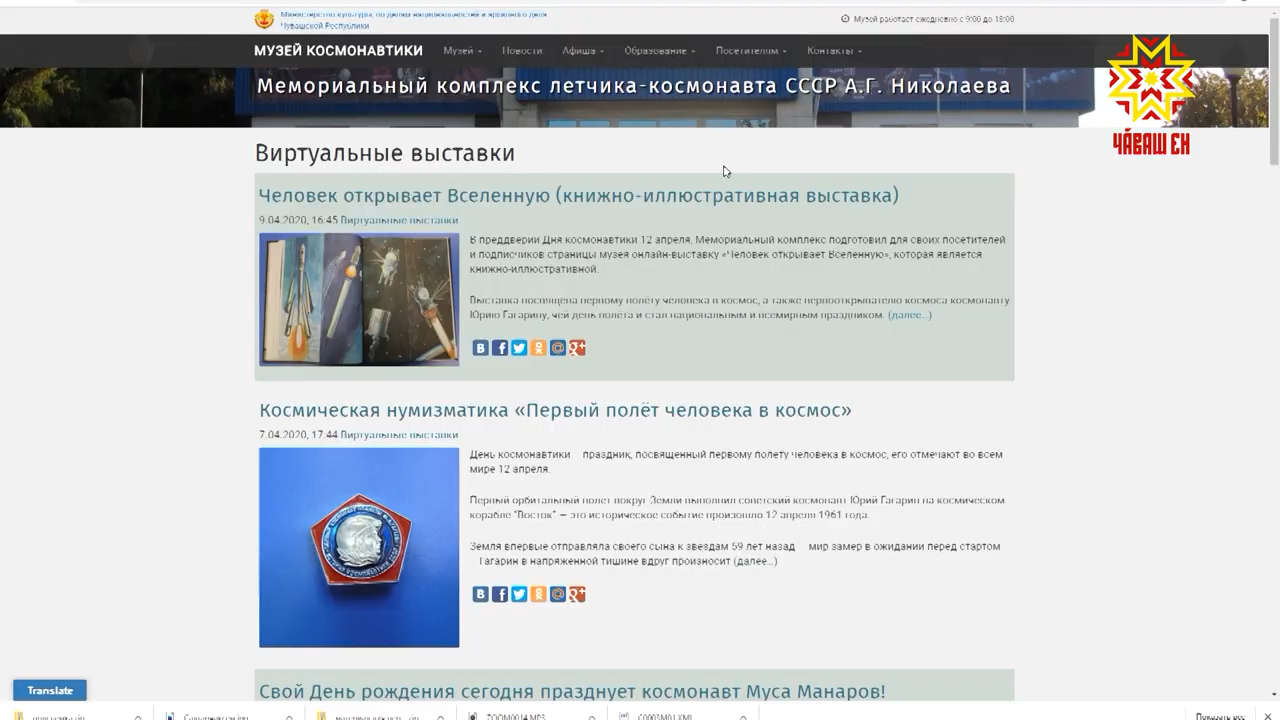 Министерство культуры, по делам национальностей и архивного дела
Чувашской Республики
Музей работает ежедневно с 9:00 до 18:00
МУЗЕЙ КОСМОНАВТИКИ
Музей
Новости
Афиша
Образование
Посетителям
Контакты
Мемориальный комплекс летчика-космонавта СССР А.Г. Николаева
ЧӐВАШ ЕН
Виртуальные выставки
Человек открывает Вселенную (книжно-иллюстративная выставка)
9.04.2020, 16:45 Виртуальные выставки
В преддверии Дня космонавтики 12 апреля, Мемориальный комплекс подготовил для своих посетителей
и подписчиков страницы музея онлайн-выставку «Человек открывает Вселенную», которая является
книжно-иллюстративной.
Выставка посвящена первому полёту человека в космос, а также первооткрывателю космоса космонавту
Юрию Гагарину, чей день полёта и стал национальным и всемирным праздником. (далее…)
Космическая нумизматика «Первый полёт человека в космос»
7.04.2020, 17:44 Виртуальные выставки
День космонавтики праздник, посвященный первому полету человека в космос, его отмечают во всем
мире 12 апреля.
Первый орбитальный полет вокруг Земли выполнил советский космонавт Юрий Гагарин на космическом
корабле "Восток" – это историческое событие произошло 12 апреля 1961 года.
Земля впервые отправляла своего сына к звездам 59 лет назад мир замер в ожидании перед стартом
Гагарин в напряженной тишине вдруг произносит (далее…)
Свой День рождения сегодня празднует космонавт Муса Манаров!
Translate
ZOOM0014.MP3
C0003M01.XML
Показать все